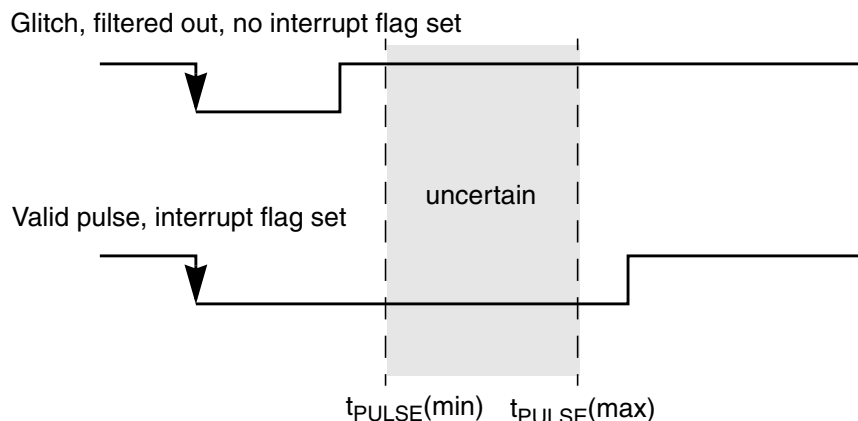 Glitch, filtered out, no interrupt flag set
uncertain
Valid pulse, interrupt flag set
tPULSE(min) tPULSE(max)